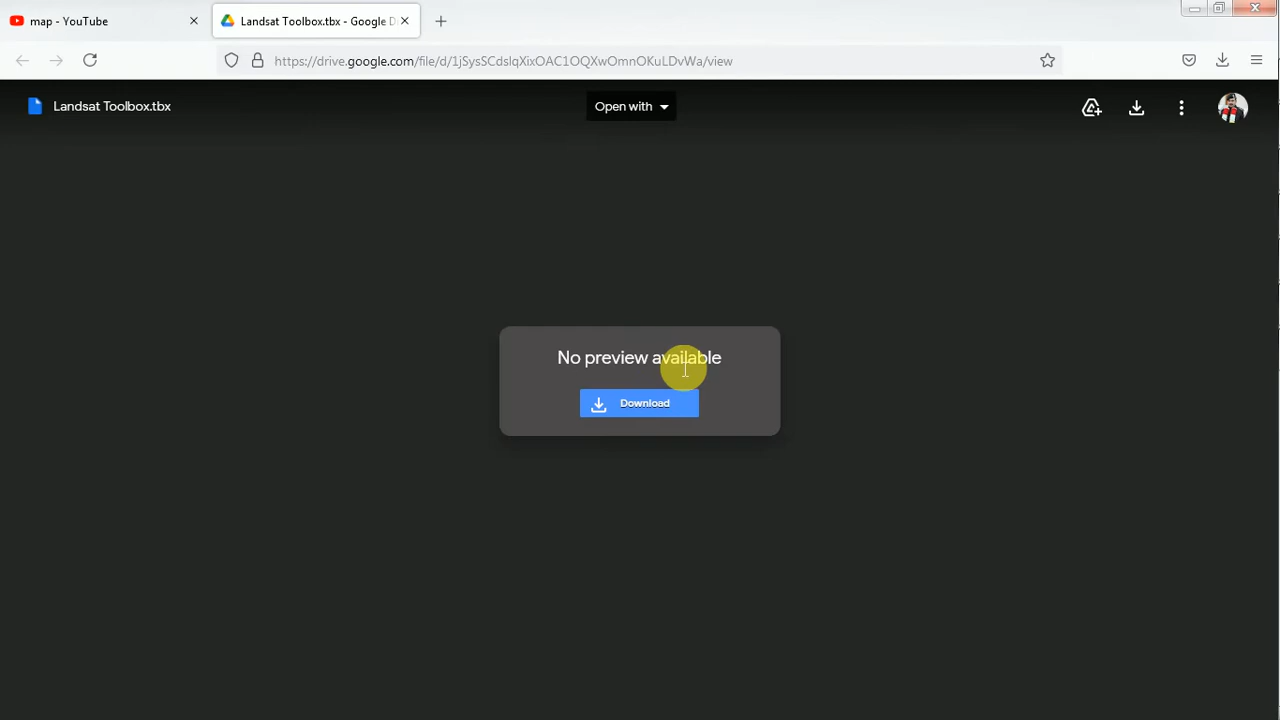 map - YouTube
Landsat Toolbox.tbx - Google D
https://drive.google.com/file/d/1jSysSCdslqXixOAC1OQXwOmnOKuLDvWa/view
Landsat Toolbox.tbx
Open with
No preview available
Download